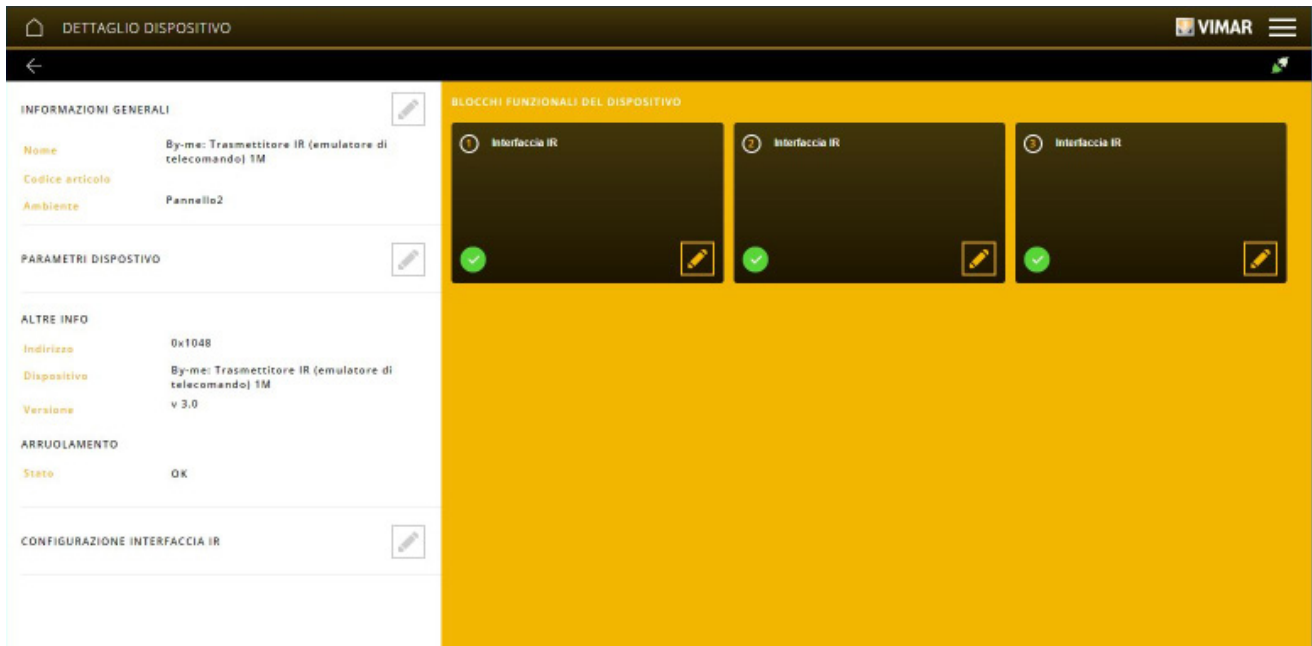 DETTAGLIO DISPOSITIVO
VIMAR
INFORMAZIONI GENERALI
Nome By-me: Trasmettitore IR (emulatore di
telecomando) 1M
Codice articolo
Ambiente Pannello2
PARAMETRI DISPOSTIVO
ALTRE INFO
Indirizzo 0x1048
Dispositivo By-me: Trasmettitore IR (emulatore di
telecomando) 1M
Versione v 3.0
ARRUOLAMENTO
Stato OK
CONFIGURAZIONE INTERFACCIA IR
BLOCCHI FUNZIONALI DEL DISPOSITIVO
1 Interfaccia IR
2 Interfaccia IR
3 Interfaccia IR